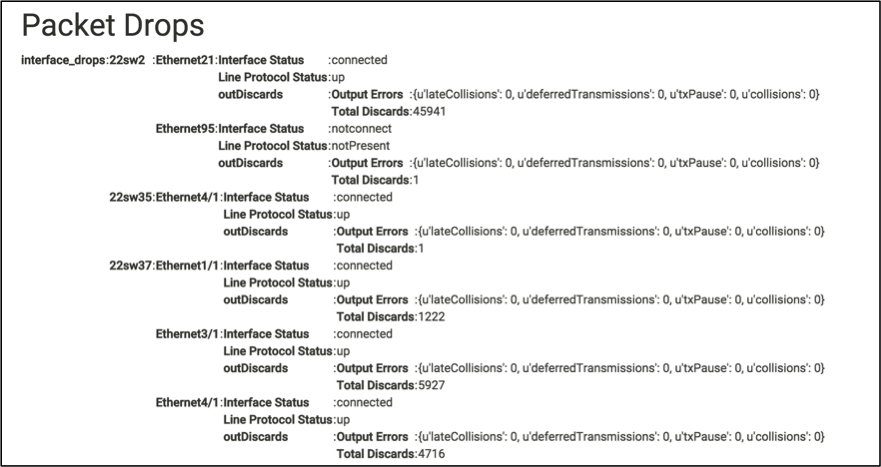 Packet Drops
interface_drops:22sw2 :Ethernet21:Interface Status :connected
Line Protocol Status:up
outDiscards :Output Errors :{u'lateCollisions': 0, u'deferredTransmissions': 0, u'txPause': 0, u'collisions': 0}
Total Discards:45941
Ethernet95:Interface Status :notconnect
Line Protocol Status:notPresent
outDiscards :Output Errors :{u'lateCollisions': 0, u'deferredTransmissions': 0, u'txPause': 0, u'collisions': 0}
Total Discards:1
22sw35:Ethernet4/1:Interface Status :connected
Line Protocol Status:up
outDiscards :Output Errors :{u'lateCollisions': 0, u'deferredTransmissions': 0, u'txPause': 0, u'collisions': 0}
Total Discards:1
22sw37:Ethernet1/1:Interface Status :connected
Line Protocol Status:up
outDiscards :Output Errors :{u'lateCollisions': 0, u'deferredTransmissions': 0, u'txPause': 0, u'collisions': 0}
Total Discards:1222
Ethernet3/1:Interface Status :connected
Line Protocol Status:up
outDiscards :Output Errors :{u'lateCollisions': 0, u'deferredTransmissions': 0, u'txPause': 0, u'collisions': 0}
Total Discards:5927
Ethernet4/1:Interface Status :connected
Line Protocol Status:up
outDiscards :Output Errors :{u'lateCollisions': 0, u'deferredTransmissions': 0, u'txPause': 0, u'collisions': 0}
Total Discards:4716